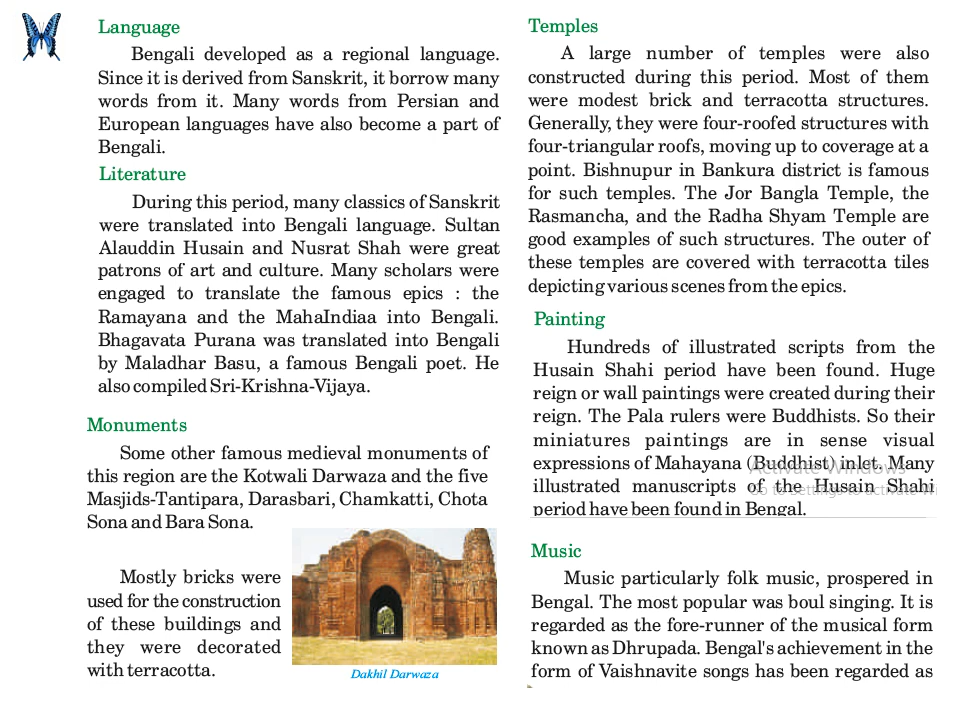 Language
Bengali developed as a regional language.
Since it is derived from Sanskrit, it borrow many
words from it. Many words from Persian and
European languages have also become a part of
Bengali.
Literature
During this period, many classics of Sanskrit
were translated into Bengali language. Sultan
Alauddin Husain and Nusrat Shah were great
patrons of art and culture. Many scholars were
engaged to translate the famous epics : the
Ramayana and the MahaIndiaa into Bengali.
Bhagavata Purana was translated into Bengali
by Maladhar Basu, a famous Bengali poet. He
also compiled Sri-Krishna-Vijaya.
Monuments
Some other famous medieval monuments of
this region are the Kotwali Darwaza and the five
Masjids-Tantipara, Darasbari, Chamkatti, Chota
Sona and Bara Sona.
Mostly bricks were
used for the construction
of these buildings and
they were decorated
with terracotta.
Dakhil Darwaza
Temples
A large number of temples were also
constructed during this period. Most of them
were modest brick and terracotta structures.
Generally, they were four-roofed structures with
four-triangular roofs, moving up to coverage at a
point. Bishnupur in Bankura district is famous
for such temples. The Jor Bangla Temple, the
Rasmancha, and the Radha Shyam Temple are
good examples of such structures. The outer of
these temples are covered with terracotta tiles
depicting various scenes from the epics.
Painting
Hundreds of illustrated scripts from the
Husain Shahi period have been found. Huge
reign or wall paintings were created during their
reign. The Pala rulers were Buddhists. So their
miniatures paintings are in sense visual
expressions of Mahayana (Buddhist) inlet. Many
illustrated manuscripts of the Husain Shahi
period have been found in Bengal.
Activate Windows
Go to Settings to activate Wi
Music
Music particularly folk music, prospered in
Bengal. The most popular was boul singing. It is
regarded as the fore-runner of the musical form
known as Dhrupada. Bengal's achievement in the
form of Vaishnavite songs has been regarded as